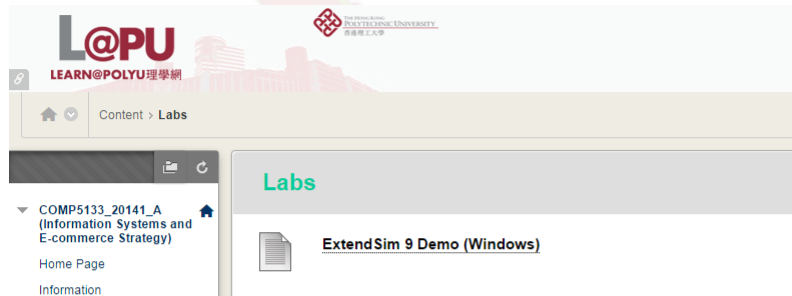 L@PU
LEARN@POLYU理學網
THE HONG KONG
POLYTECHNIC UNIVERSITY
香港理工大學
Content > Labs
COMP5133_20141_A
(Information Systems and
E-commerce Strategy)
Home Page
Information
Labs
ExtendSim 9 Demo (Windows)